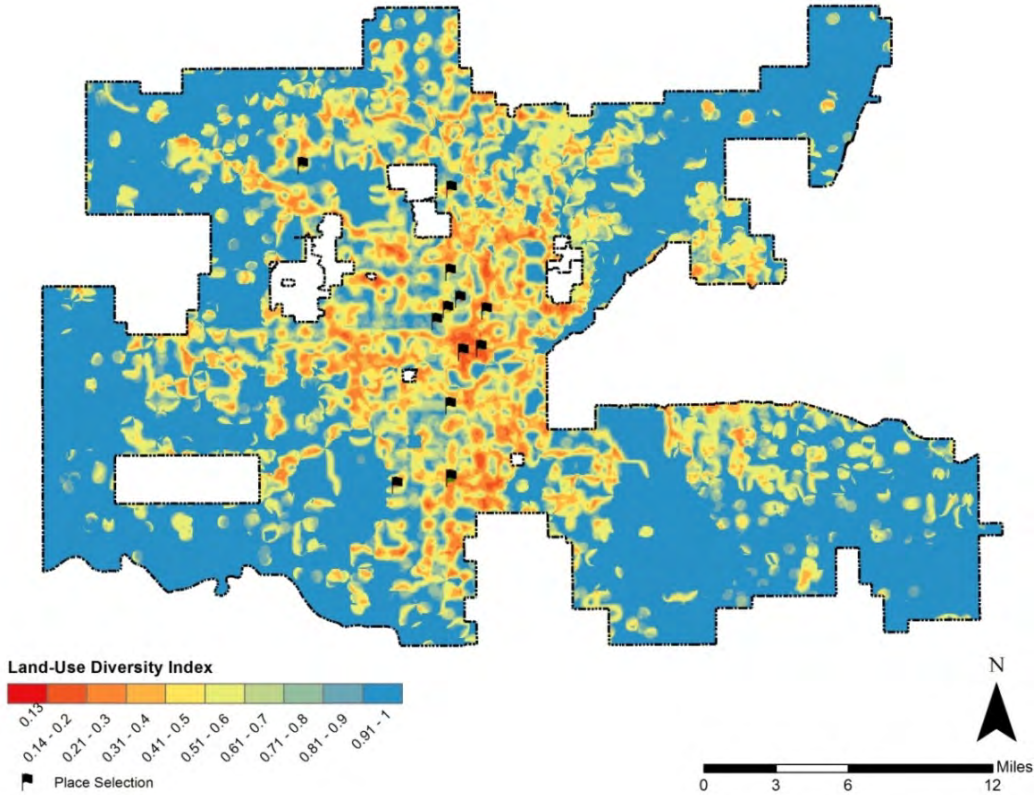 Land-Use Diversity Index
0.13
0.14 - 0.2
0.21 - 0.3
0.31 - 0.4
0.41 - 0.5
0.51 - 0.6
0.61 - 0.7
0.71 - 0.8
0.81 - 0.9
0.91 - 1
Place Selection
N
Miles
0 3 6 12